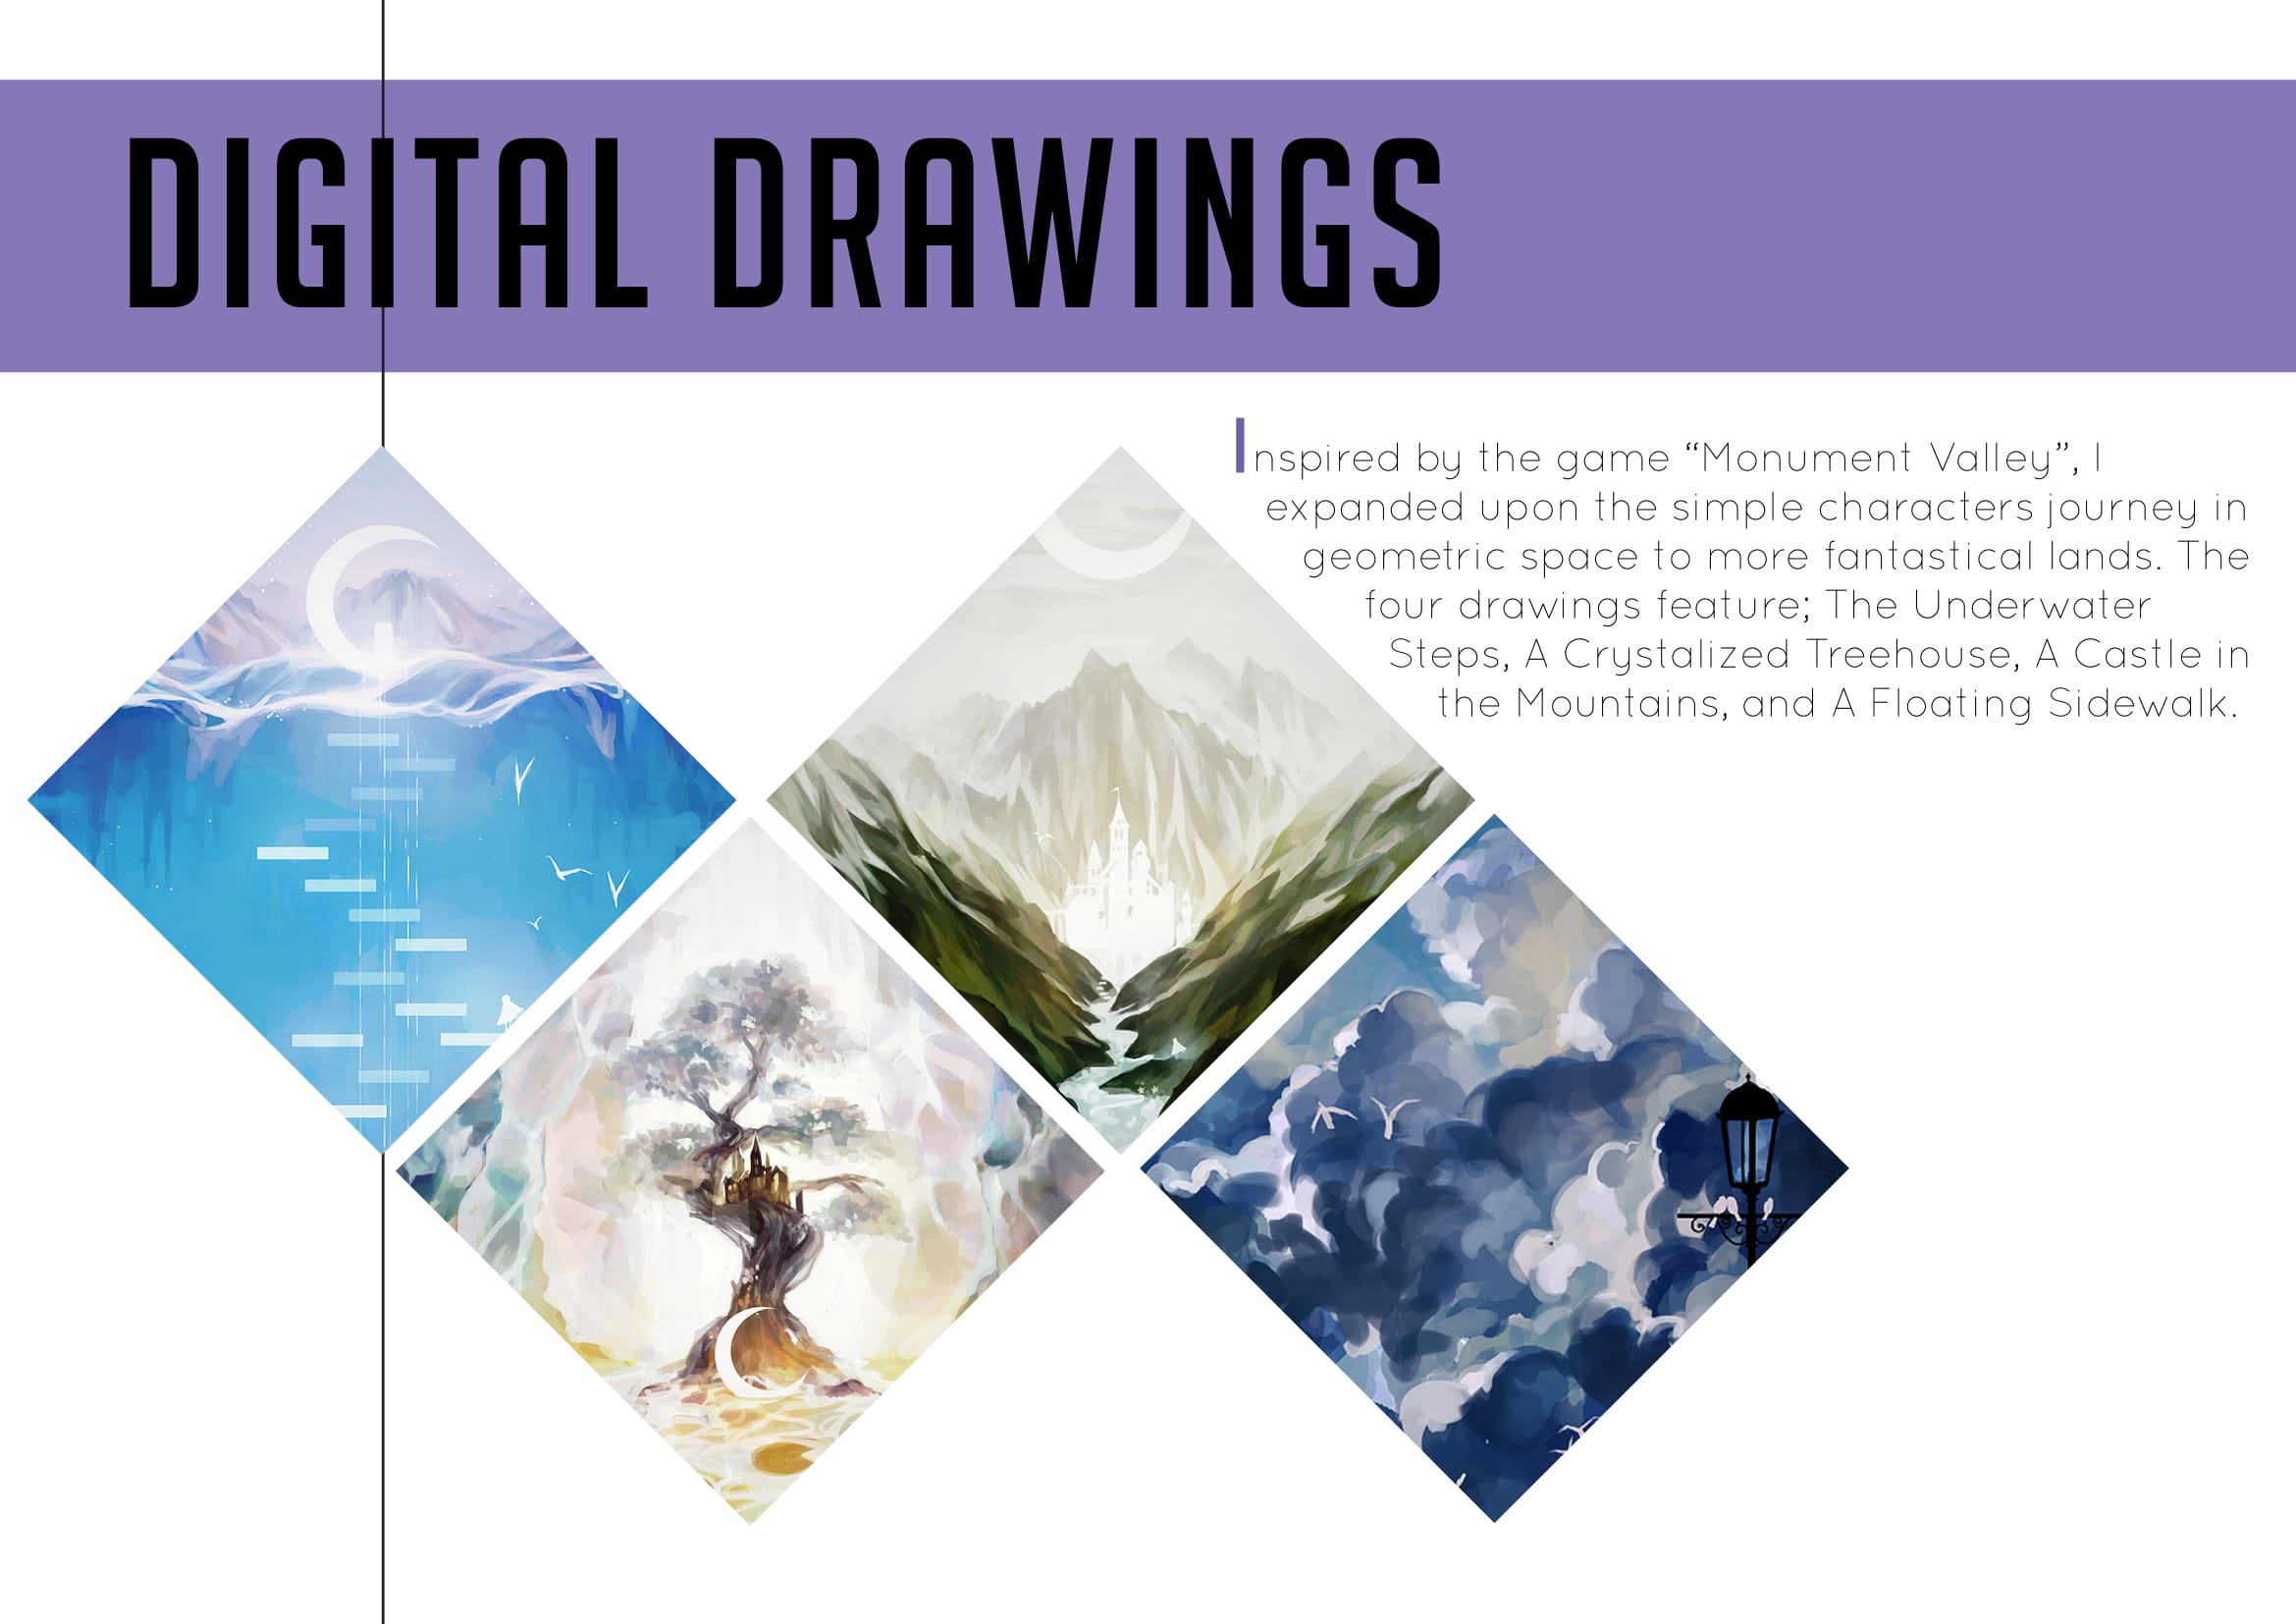 DIGITAL DRAWINGS
Inspired by the game “Monument Valley”, I
expanded upon the simple characters journey in
geometric space to more fantastical lands. The
four drawings feature; The Underwater
Steps, A Crystalized Treehouse, A Castle in
the Mountains, and A Floating Sidewalk.